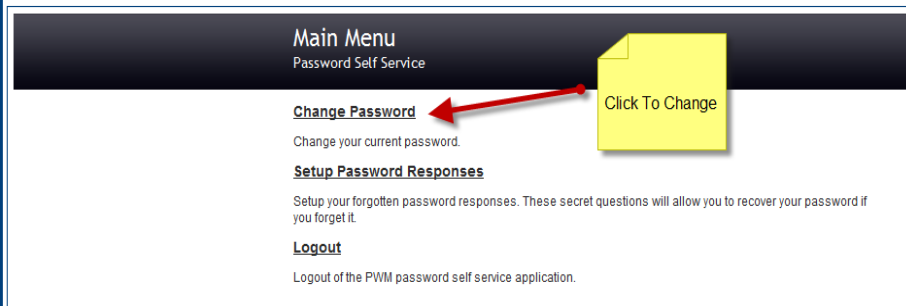 Main Menu
Password Self Service
Click To Change
Change Password
Change your current password.
Setup Password Responses
Setup your forgotten password responses. These secret questions will allow you to recover your password if
you forget it.
Logout
Logout of the PWM password self service application.